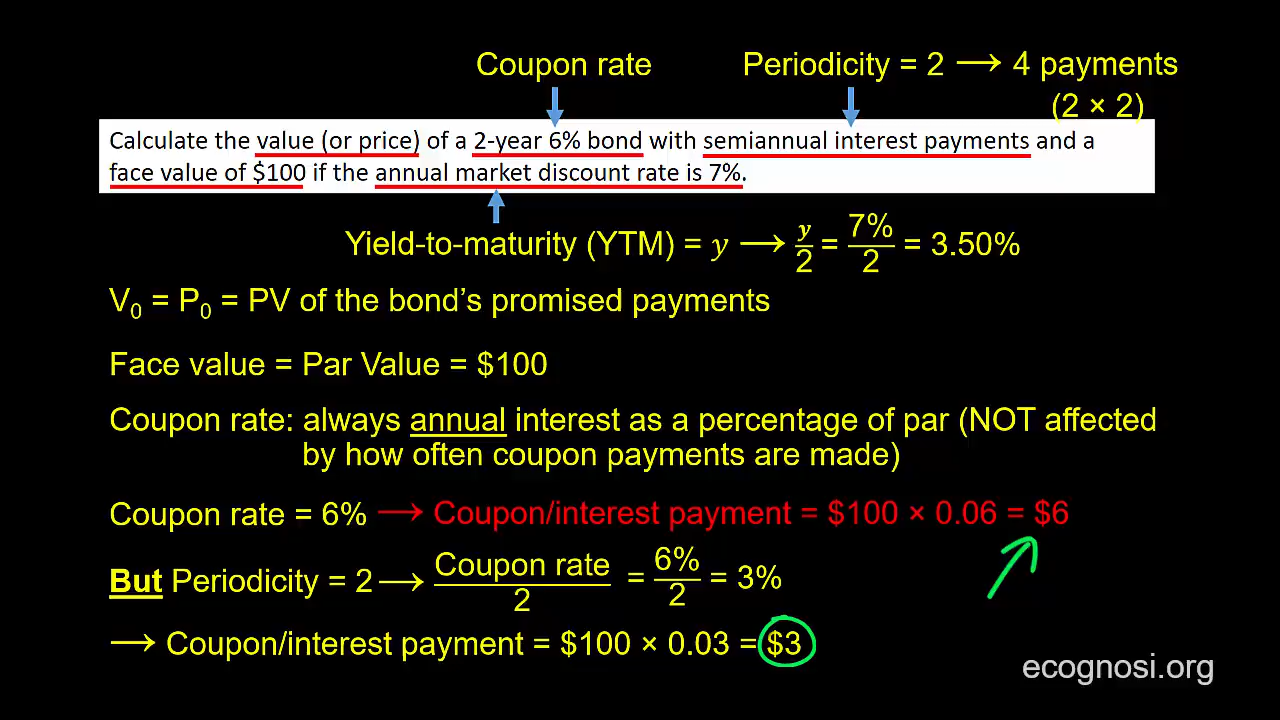 Coupon rate Periodicity = 2 → 4 payments
(2 × 2)
Calculate the value (or price) of a 2-year 6% bond with semiannual interest payments and a
face value of $100 if the annual market discount rate is 7%.
Yield-to-maturity (YTM) = y → y/2 = 7%/2 = 3.50%
V₀ = P₀ = PV of the bond’s promised payments
Face value = Par Value = $100
Coupon rate: always annual interest as a percentage of par (NOT affected
by how often coupon payments are made)
Coupon rate = 6% → Coupon/interest payment = $100 × 0.06 = $6
But Periodicity = 2 → Coupon rate/2 = 6%/2 = 3%
→ Coupon/interest payment = $100 × 0.03 = $3
ecognosi.org